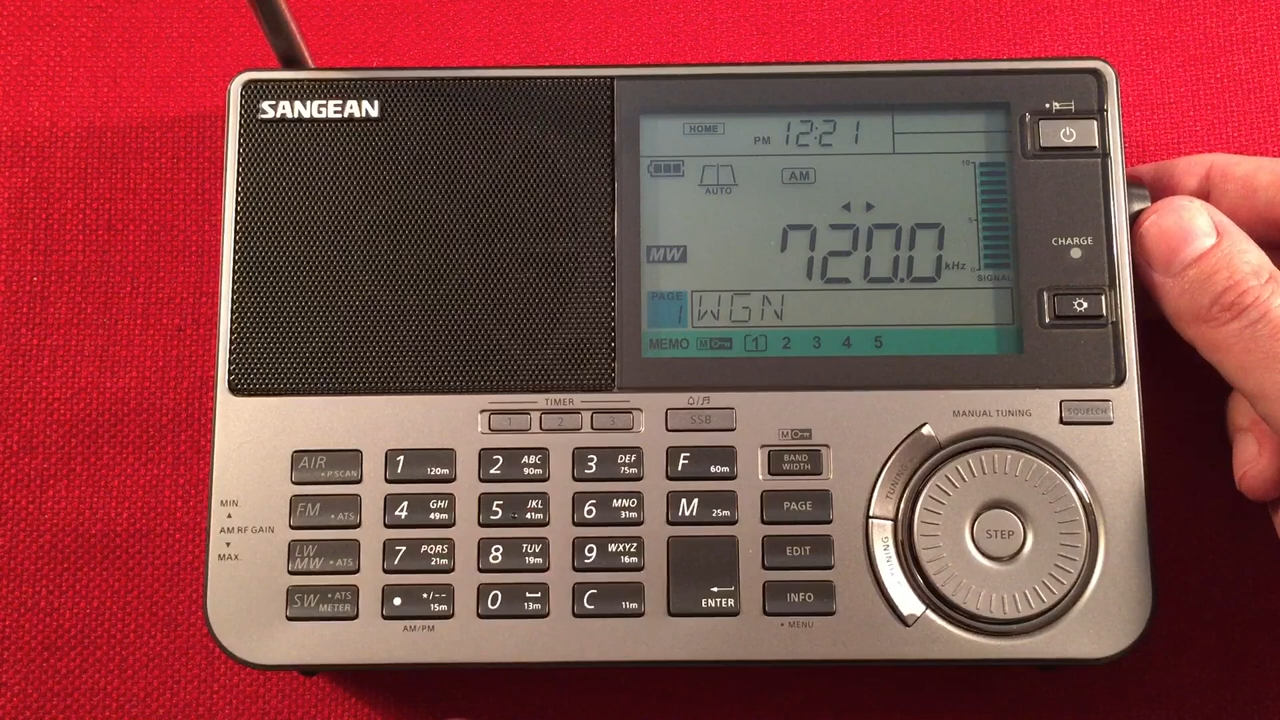 SANGEAN
HOME PM 12:21
AUTO AM 10
5
MW 720.0 kHz 0
SIGNAL
PAGE 1 WGN
MEMO M 1 2 3 4 5
CHARGE
TIMER
1 2 3 SSB
MANUAL TUNING SQUELCH
AIR •P.SCAN 1 120m 2 ABC 90m 3 DEF 75m F 60m M BAND WIDTH
FM • ATS 4 GHI 49m 5 JKL 41m 6 MNO 31m M 25m PAGE
LW MW • ATS 7 PQRS 21m 8 TUV 19m 9 WXYZ 16m ENTER EDIT
SW • ATS METER • */-- 15m 0 13m C 11m INFO
AM/PM • MENU
MIN.
AM RF GAIN
MAX.
TUNING
TUNING
STEP